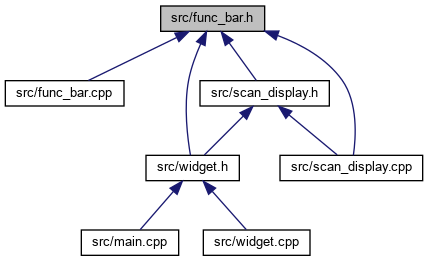 src/func_bar.h
src/func_bar.cpp
src/scan_display.h
src/widget.h
src/scan_display.cpp
src/main.cpp
src/widget.cpp